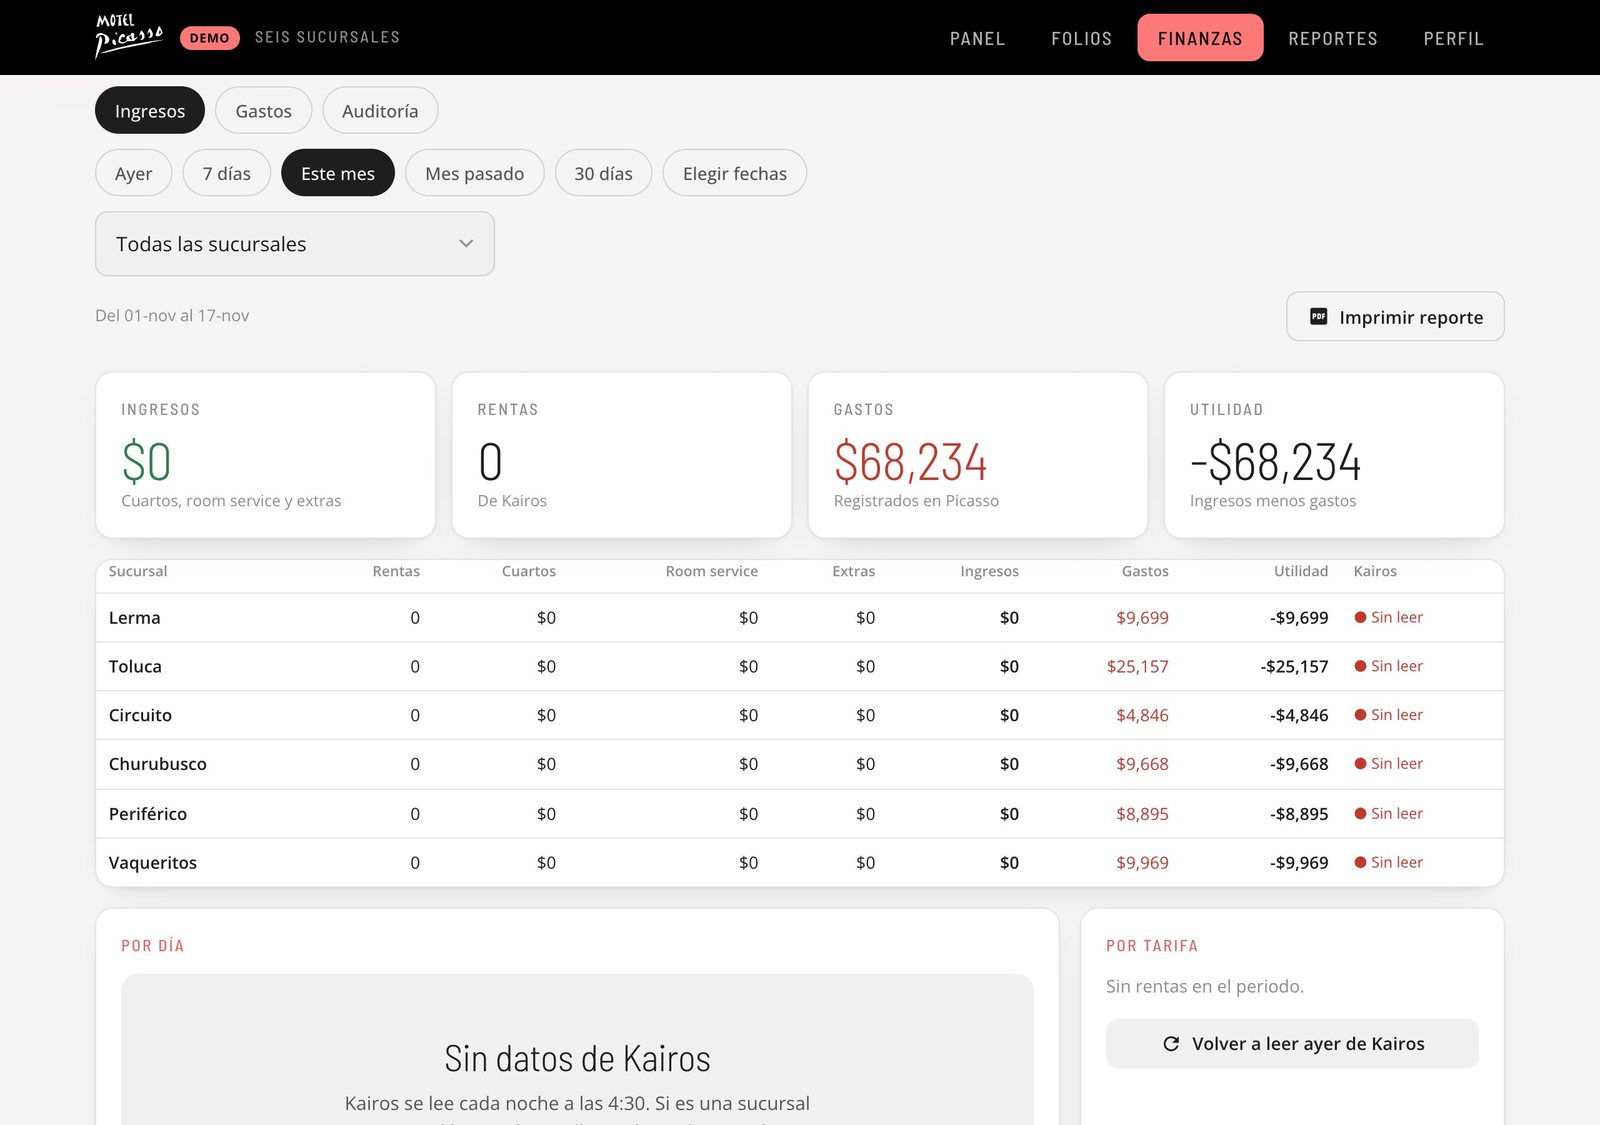 MOTEL
Picasso
DEMO
SEIS SUCURSALES
PANEL
FOLIOS
FINANZAS
REPORTES
PERFIL
Ingresos
Gastos
Auditoría
Ayer
7 días
Este mes
Mes pasado
30 días
Elegir fechas
Todas las sucursales
Del 01-nov al 17-nov
PDF
Imprimir reporte
INGRESOS
$0
Cuartos, room service y extras
RENTAS
0
De Kairos
GASTOS
$68,234
Registrados en Picasso
UTILIDAD
-$68,234
Ingresos menos gastos
Sucursal Rentas Cuartos Room service Extras Ingresos Gastos Utilidad Kairos
Lerma 0 $0 $0 $0 $0 $9,699 -$9,699 Sin leer
Toluca 0 $0 $0 $0 $0 $25,157 -$25,157 Sin leer
Circuito 0 $0 $0 $0 $0 $4,846 -$4,846 Sin leer
Churubusco 0 $0 $0 $0 $0 $9,668 -$9,668 Sin leer
Periférico 0 $0 $0 $0 $0 $8,895 -$8,895 Sin leer
Vaqueritos 0 $0 $0 $0 $0 $9,969 -$9,969 Sin leer
POR DÍA
Sin datos de Kairos
Kairos se lee cada noche a las 4:30. Si es una sucursal
POR TARIFA
Sin rentas en el periodo.
Volver a leer ayer de Kairos